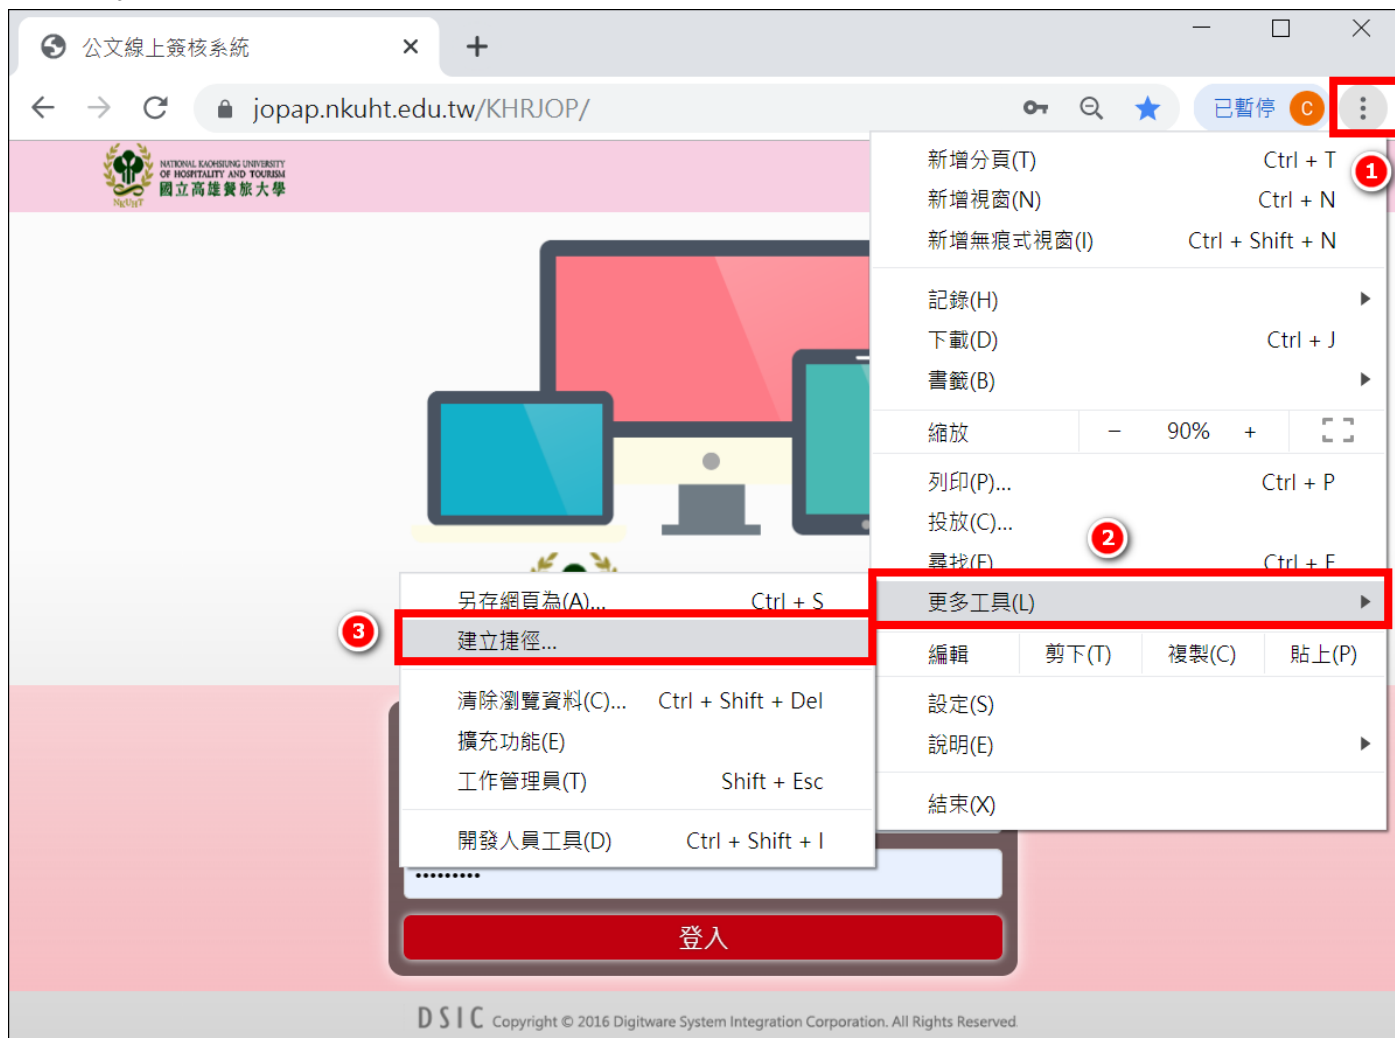 公文線上簽核系統
jopap.nkuht.edu.tw/KHRJOP/
已暫停 C
1
NATIONAL KAOHSIUNG UNIVERSITY
OF HOSPITALITY AND TOURISM
國立高雄餐旅大學
NKUHT
新增分頁(T) Ctrl + T
新增視窗(N) Ctrl + N
新增無痕式視窗(I) Ctrl + Shift + N
記錄(H)
下載(D) Ctrl + J
書籤(B)
縮放 − 90% +
列印(P)... Ctrl + P
投放(C)...
2
尋找(F) Ctrl + F
更多工具(L)
編輯 剪下(T) 複製(C) 貼上(P)
設定(S)
說明(E)
結束(X)
另存網頁為(A)... Ctrl + S
3
建立捷徑...
清除瀏覽資料(C)... Ctrl + Shift + Del
擴充功能(E)
工作管理員(T) Shift + Esc
開發人員工具(D) Ctrl + Shift + I
•••••••••
登入
DSIC Copyright © 2016 Digitware System Integration Corporation. All Rights Reserved.